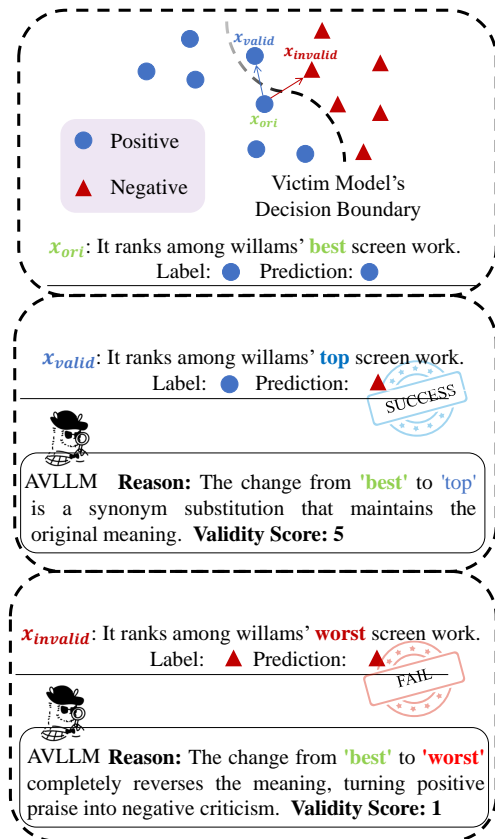 x_valid
x_invalid
x_ori
Positive
Negative
Victim Model's
Decision Boundary
x_ori: It ranks among willams' best screen work.
Label: Prediction:
x_valid: It ranks among willams' top screen work.
Label: Prediction:
SUCCESS
AVLLM Reason: The change from 'best' to 'top'
is a synonym substitution that maintains the
original meaning. Validity Score: 5
x_invalid: It ranks among willams' worst screen work.
Label: Prediction:
FAIL
AVLLM Reason: The change from 'best' to 'worst'
completely reverses the meaning, turning positive
praise into negative criticism. Validity Score: 1